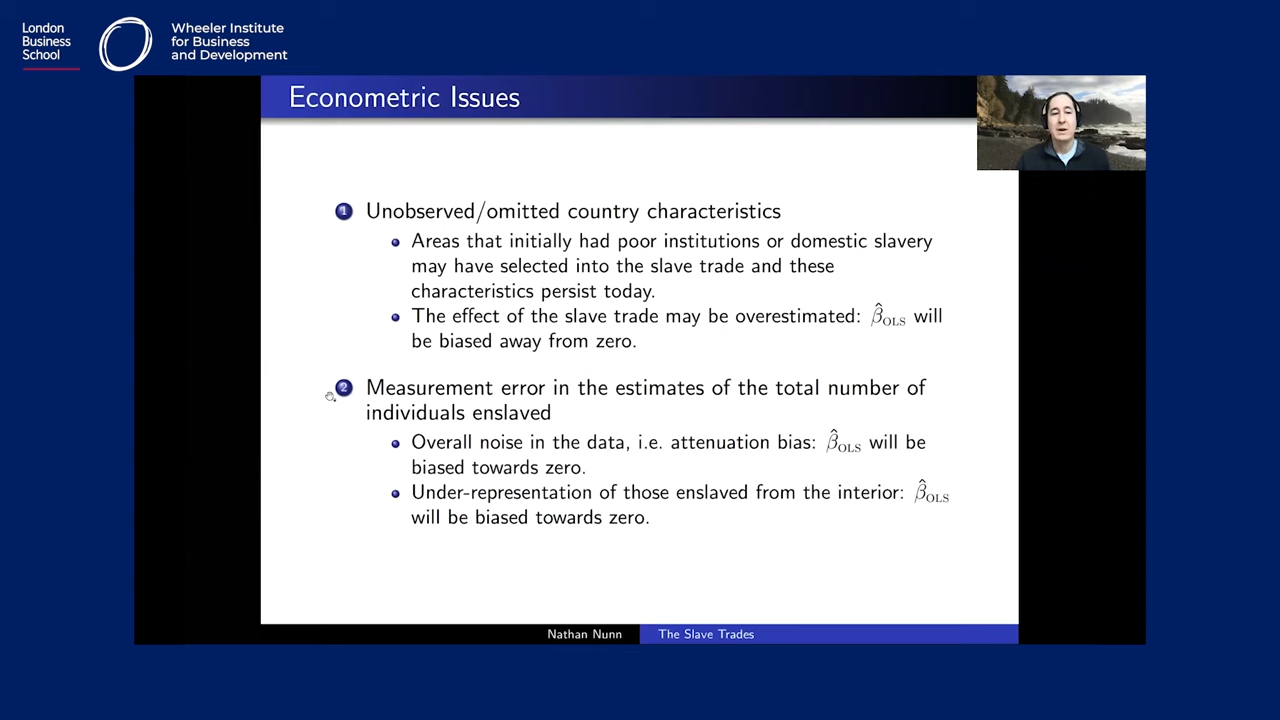 London
Business
School
Wheeler Institute
for Business
and Development
Econometric Issues
1 Unobserved/omitted country characteristics
Areas that initially had poor institutions or domestic slavery
may have selected into the slave trade and these
characteristics persist today.
The effect of the slave trade may be overestimated: β̂OLS will
be biased away from zero.
2 Measurement error in the estimates of the total number of
individuals enslaved
Overall noise in the data, i.e. attenuation bias: β̂OLS will be
biased towards zero.
Under-representation of those enslaved from the interior: β̂OLS
will be biased towards zero.
Nathan Nunn
The Slave Trades